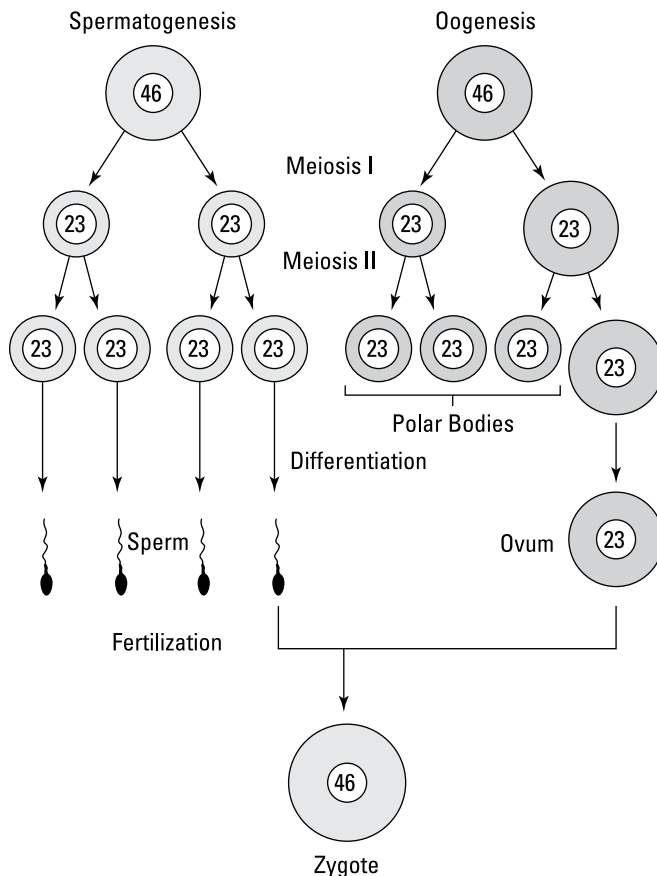 Spermatogenesis
Oogenesis
46
46
Meiosis I
23
23
23
23
Meiosis II
23
23
23
23
23
23
23
23
Polar Bodies
Differentiation
Sperm
Ovum
23
Fertilization
46
Zygote